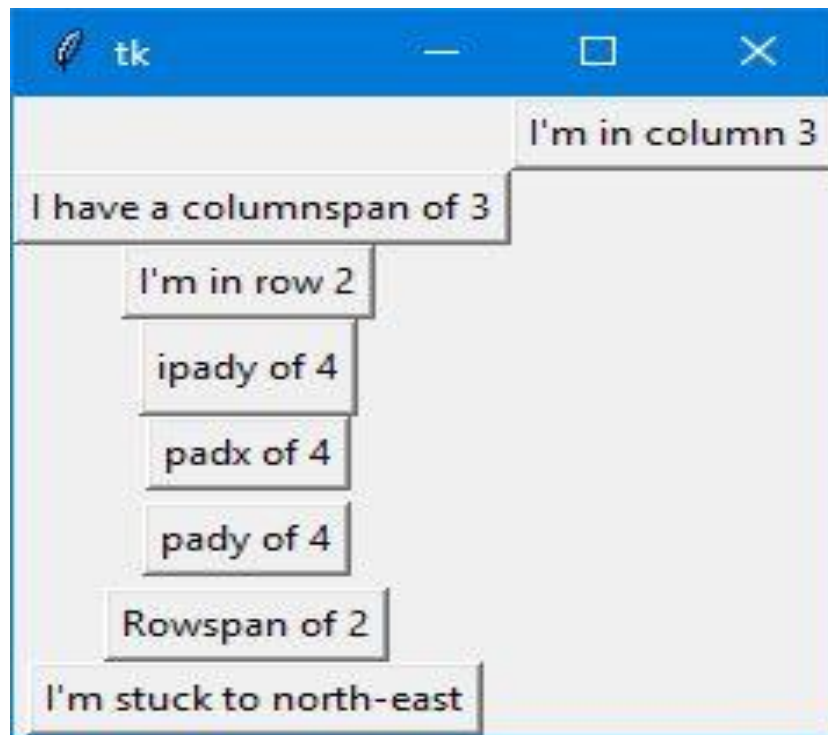 tk
I'm in column 3
I have a columnspan of 3
I'm in row 2
ipady of 4
padx of 4
pady of 4
Rowspan of 2
I'm stuck to north-east